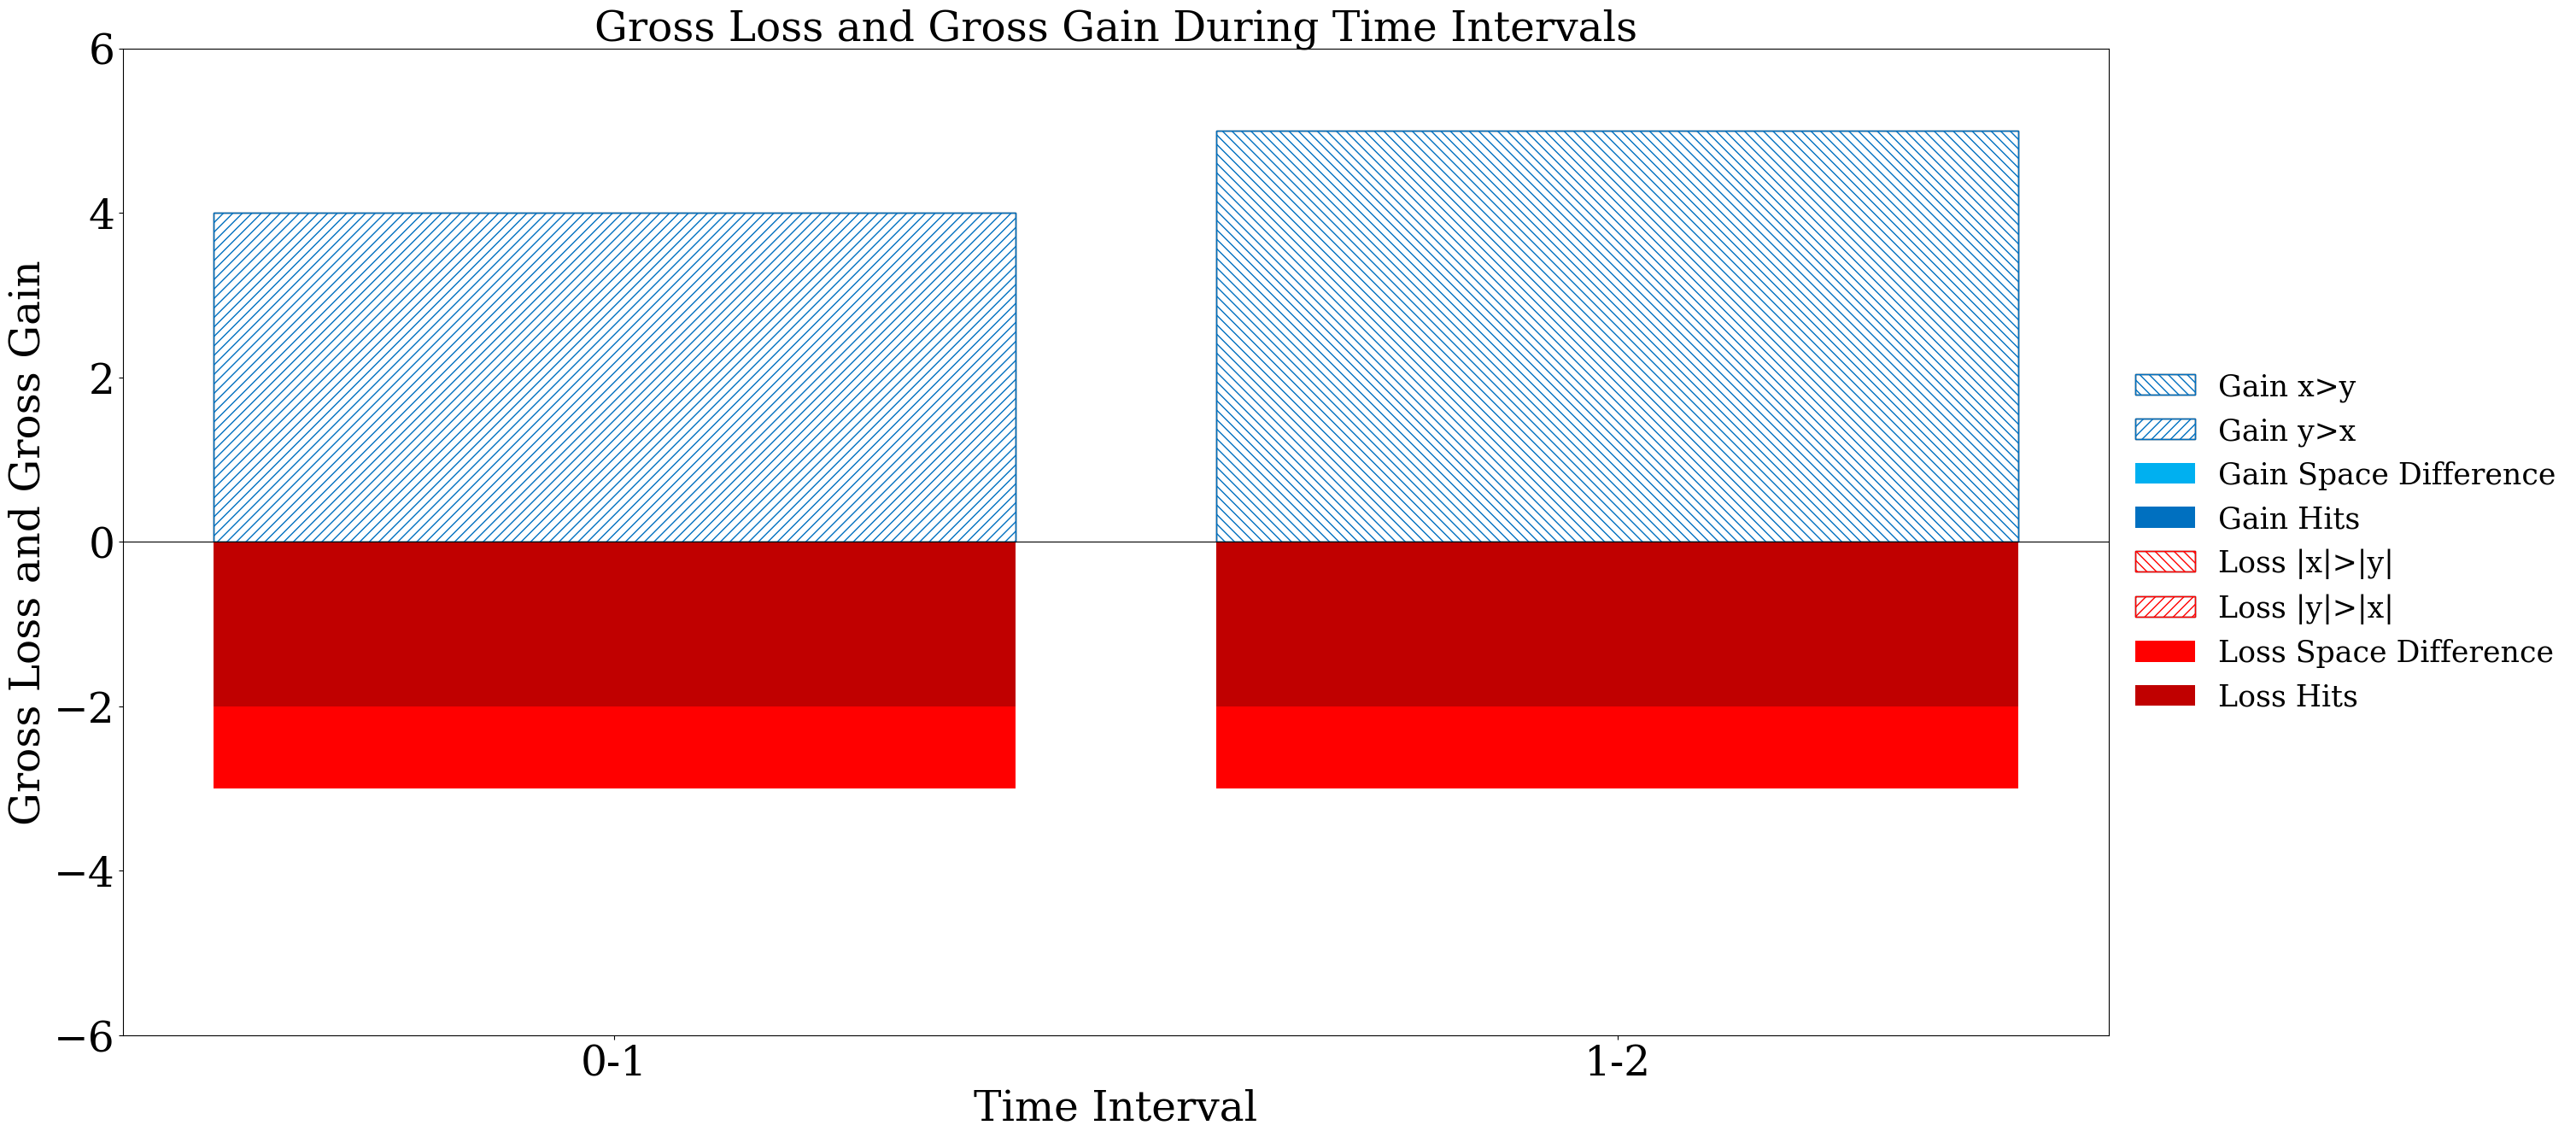 Gross Loss and Gross Gain During Time Intervals
Gross Loss and Gross Gain
6
4
2
0
−2
−4
−6
0-1
1-2
Time Interval
Gain x>y
Gain y>x
Gain Space Difference
Gain Hits
Loss |x|>|y|
Loss |y|>|x|
Loss Space Difference
Loss Hits